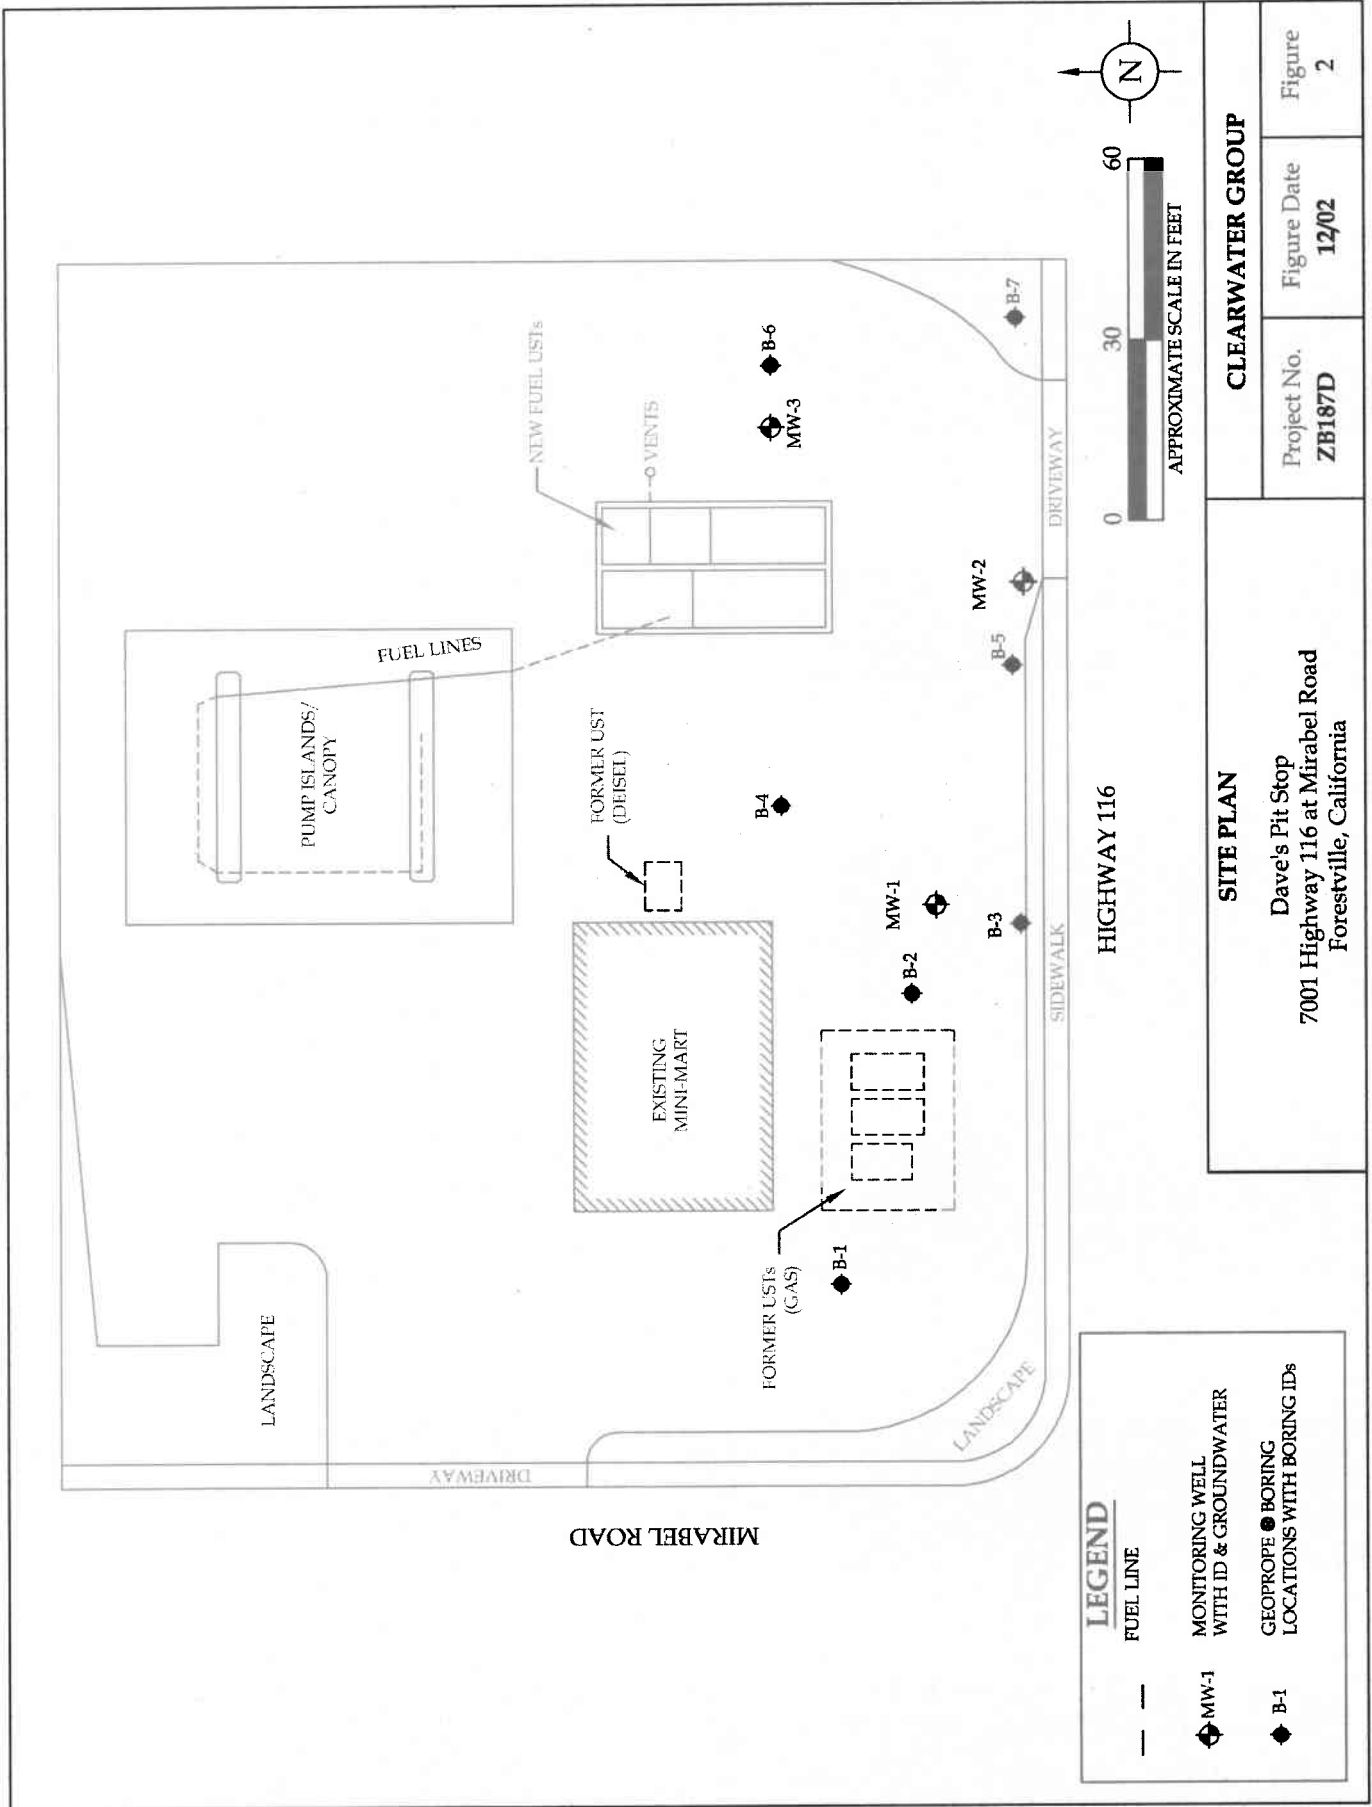 LANDSCAPE
DRIVEWAY
MIRABEL ROAD
PUMP ISLANDS/
CANOPY
FUEL LINES
NEW FUEL USTs
VENTS
FORMER UST
(DEISEL)
EXISTING
MINI-MART
FORMER USTs
(GAS)
B-1
B-2
MW-1
B-3
B-4
B-5
MW-2
MW-3
B-6
B-7
LANDSCAPE
SIDEWALK
DRIVEWAY
HIGHWAY 116
0
30
60
APPROXIMATE SCALE IN FEET
N
LEGEND
FUEL LINE
MW-1
MONITORING WELL
WITH ID & GROUNDWATER
B-1
GEOPROPE ® BORING
LOCATIONS WITH BORING IDs
SITE PLAN
Dave's Pit Stop
7001 Highway 116 at Mirabel Road
Forestville, California
CLEARWATER GROUP
Project No.
ZB187D
Figure Date
12/02
Figure
2